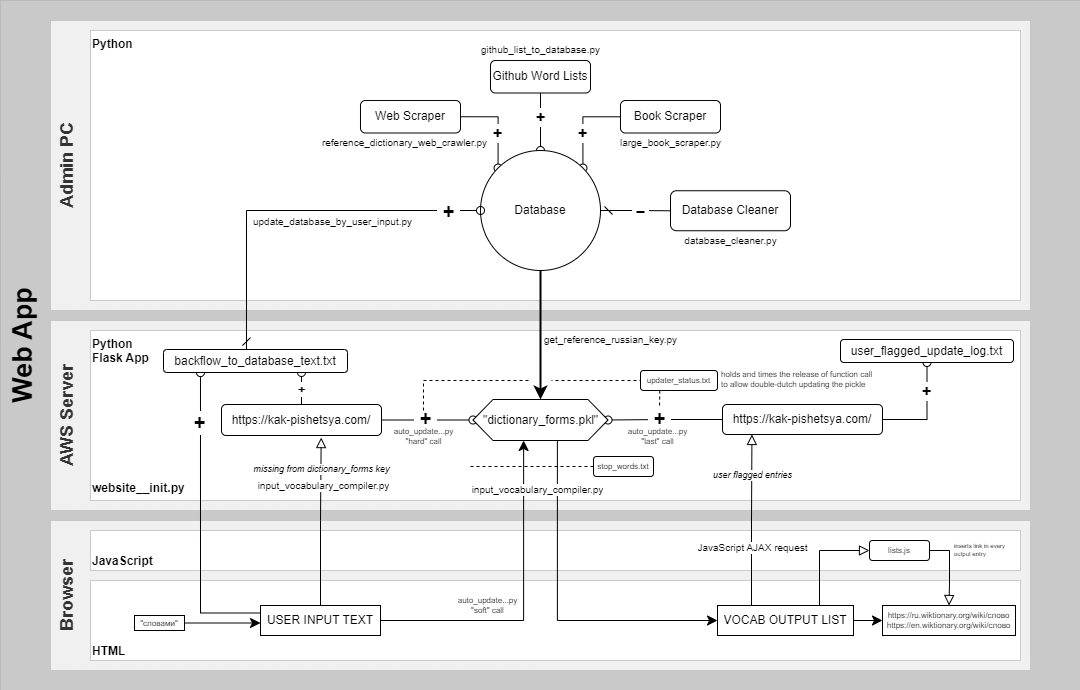 Web App
Admin PC
Python
github_list_to_database.py
Github Word Lists
Web Scraper
Book Scraper
+
+
+
reference_dictionary_web_crawler.py
large_book_scraper.py
Database
+
−
Database Cleaner
update_database_by_user_input.py
database_cleaner.py
AWS Server
Python
Flask App
get_reference_russian_key.py
backflow_to_database_text.txt
user_flagged_update_log.txt
updater_status.txt
holds and times the release of function call
to allow double-dutch updating the pickle
+
+
+
https://kak-pishetsya.com/
+
"dictionary_forms.pkl"
+
https://kak-pishetsya.com/
auto_update...py
"hard" call
auto_update...py
"last" call
missing from dictionary_forms key
input_vocabulary_compiler.py
stop_words.txt
input_vocabulary_compiler.py
user flagged entries
website__init.py
Browser
JavaScript
JavaScript AJAX request
lists.js
inserts link in every
output entry
"словами"
USER INPUT TEXT
auto_update...py
"soft" call
VOCAB OUTPUT LIST
https://ru.wiktionary.org/wiki/слово
https://en.wiktionary.org/wiki/слово
HTML